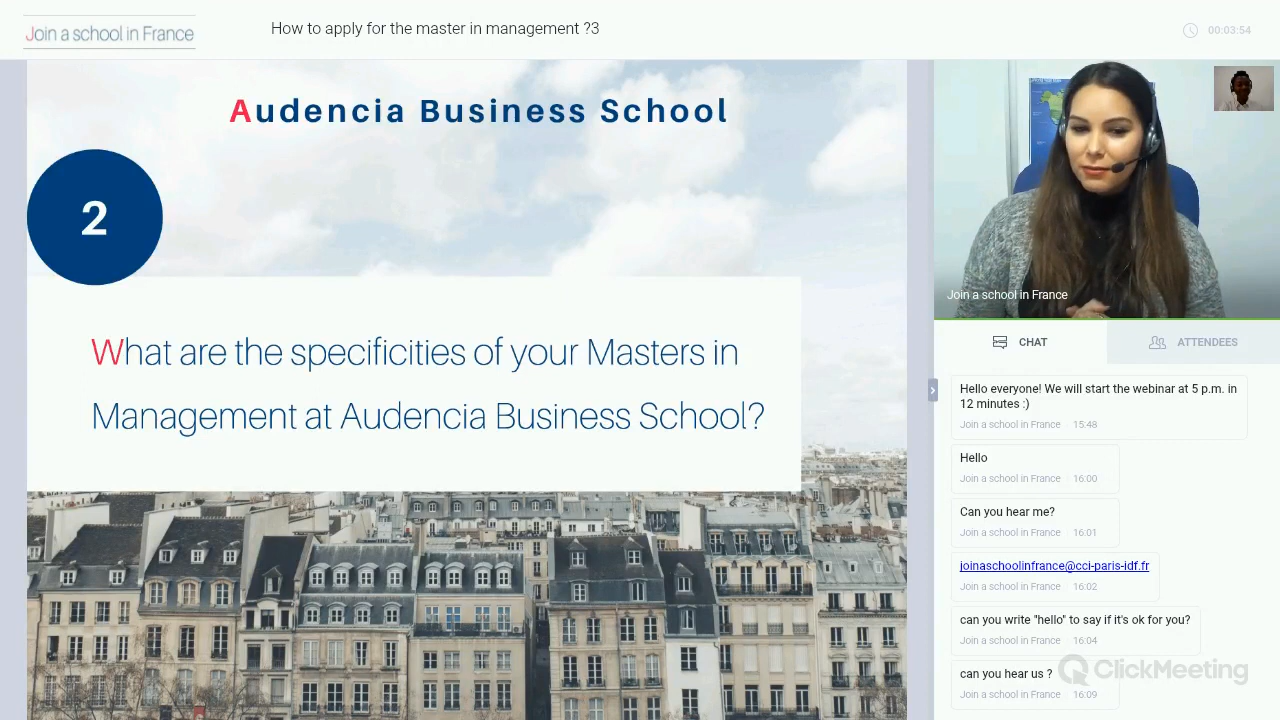 Join a school in France
How to apply for the master in management ?3
00:03:54
Audencia Business School
2
What are the specificities of your Masters in
Management at Audencia Business School?
Join a school in France
CHAT
ATTENDEES
Hello everyone! We will start the webinar at 5 p.m. in
12 minutes :)
Join a school in France 15:48
Hello
Join a school in France 16:00
Can you hear me?
Join a school in France 16:01
joinaschoolinfrance@cci-paris-idf.fr
Join a school in France 16:02
can you write "hello" to say if it's ok for you?
Join a school in France 16:04
can you hear us ?
Join a school in France 16:09
ClickMeeting